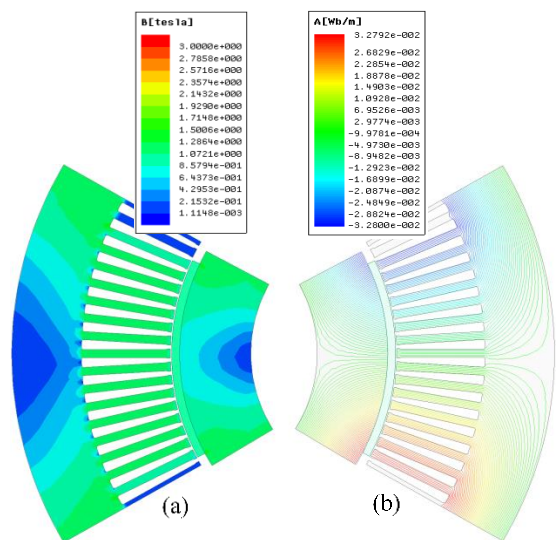 B[tesla]
3.0000e+000
2.7858e+000
2.5716e+000
2.3574e+000
2.1432e+000
1.9290e+000
1.7148e+000
1.5006e+000
1.2864e+000
1.0721e+000
8.5794e-001
6.4373e-001
4.2953e-001
2.1532e-001
1.1148e-003
(a)
A[Wb/m]
3.2792e-002
2.6829e-002
2.2854e-002
1.8878e-002
1.4903e-002
1.0928e-002
6.9526e-003
2.9774e-003
-9.9781e-004
-4.9730e-003
-8.9482e-003
-1.2923e-002
-1.6899e-002
-2.0874e-002
-2.4849e-002
-2.8824e-002
-3.2800e-002
(b)